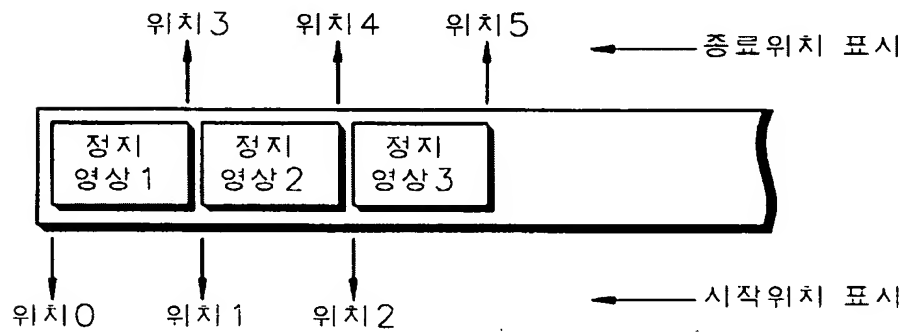 위치3 위치4 위치5
종료위치 표시
정지
영상1
정지
영상2
정지
영상3
위치0 위치1 위치2
시작위치 표시